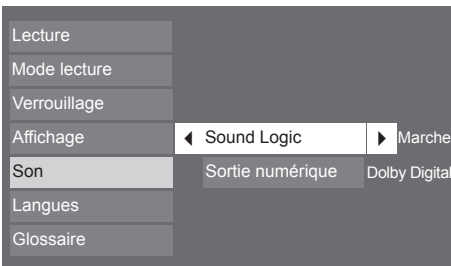 Lecture
Mode lecture
Verrouillage
Affichage
Sound Logic
Marche
Son
Sortie numérique
Dolby Digital
Langues
Glossaire